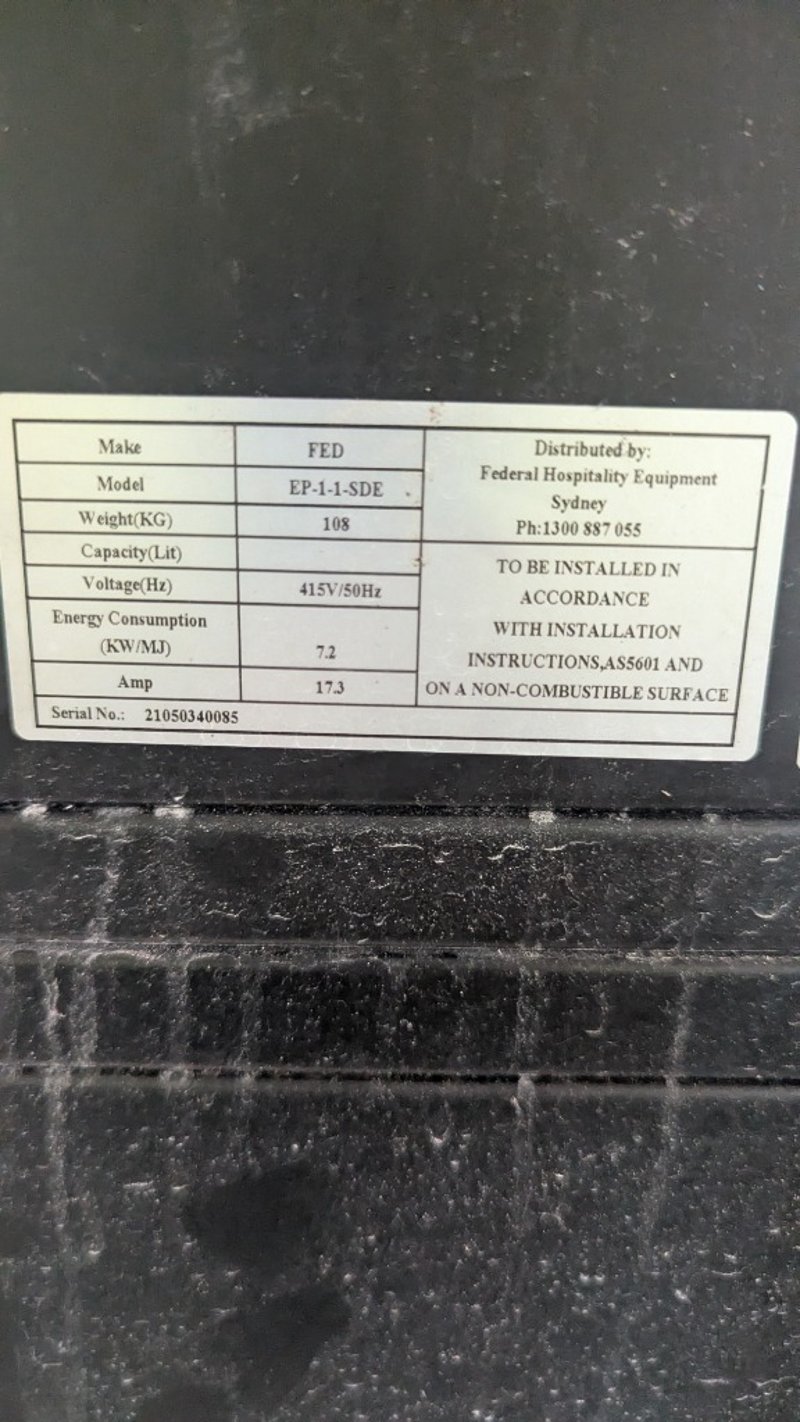 Make FED
Model EP-1-1-SDE
Weight(KG) 108
Capacity(Lit)
Voltage(Hz) 415V/50Hz
Energy Consumption
(KW/MJ) 7.2
Amp 17.3
Serial No.: 21050340085
Distributed by:
Federal Hospitality Equipment
Sydney
Ph:1300 887 055
TO BE INSTALLED IN
ACCORDANCE
WITH INSTALLATION
INSTRUCTIONS,AS5601 AND
ON A NON-COMBUSTIBLE SURFACE